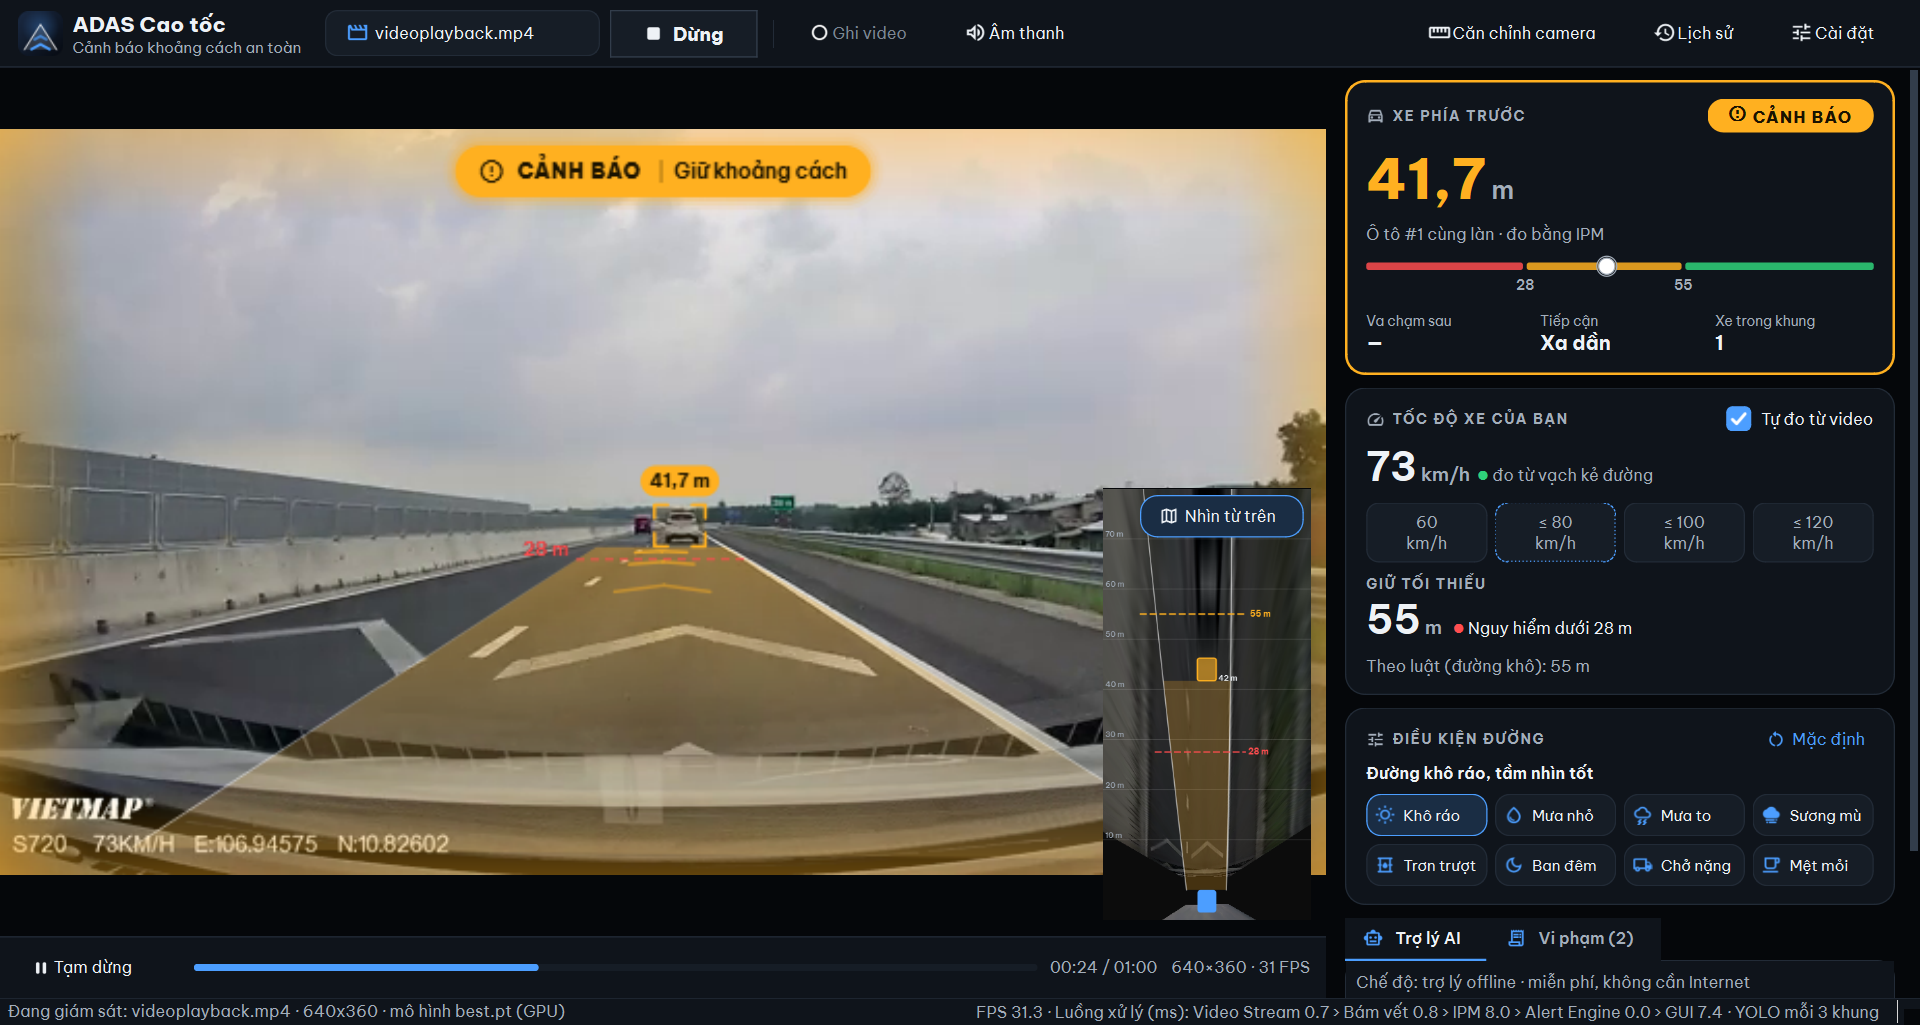 ADAS Cao tốc
Cảnh báo khoảng cách an toàn
videoplayback.mp4
Dừng
Ghi video
Âm thanh
Căn chỉnh camera
Lịch sử
Cài đặt
CẢNH BÁO | Giữ khoảng cách
41,7 m
28 m
VIETMAP
S720 73KM/H E:106.94575 N:10.82602
Nhìn từ trên
70 m
60 m
55 m
50 m
42 m
40 m
30 m
28 m
20 m
10 m
XE PHÍA TRƯỚC
CẢNH BÁO
41,7 m
Ô tô #1 cùng làn · đo bằng IPM
28 55
Va chạm sau Tiếp cận Xe trong khung
– Xa dần 1
TỐC ĐỘ XE CỦA BẠN
Tự đo từ video
73 km/h đo từ vạch kẻ đường
60 km/h
≤ 80 km/h
≤ 100 km/h
≤ 120 km/h
GIỮ TỐI THIỂU
55 m Nguy hiểm dưới 28 m
Theo luật (đường khô): 55 m
ĐIỀU KIỆN ĐƯỜNG
Mặc định
Đường khô ráo, tầm nhìn tốt
Khô ráo Mưa nhỏ Mưa to Sương mù
Trơn trượt Ban đêm Chở nặng Mệt mỏi
Trợ lý AI Vi phạm (2)
Chế độ: trợ lý offline · miễn phí, không cần Internet
Tạm dừng
00:24 / 01:00 640×360 · 31 FPS
Đang giám sát: videoplayback.mp4 · 640x360 · mô hình best.pt (GPU)
FPS 31.3 · Luồng xử lý (ms): Video Stream 0.7 › Bám vết 0.8 › IPM 8.0 › Alert Engine 0.0 › GUI 7.4 · YOLO mỗi 3 khung